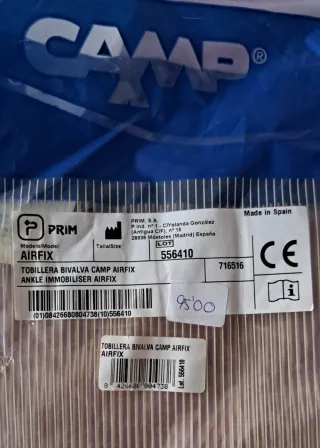 CAMP®
PRIM
PRIM, S.A.
P.Ind. nº 1 - C/Yolanda González
(Antigua C/F), nº 15
28938 Móstoles (Madrid) España
Made in Spain
Modelo/Model
Talla/Size
LOT
AIRFIX
556410
CE
TOBILLERA BIVALVA CAMP AIRFIX
716516
ANKLE IMMOBILISER AIRFIX
(01)08426680804738(10)556410
95'00
TOBILLERA BIVALVA CAMP AIRFIX
AIRFIX
8 426680 804738
Lot. 556410